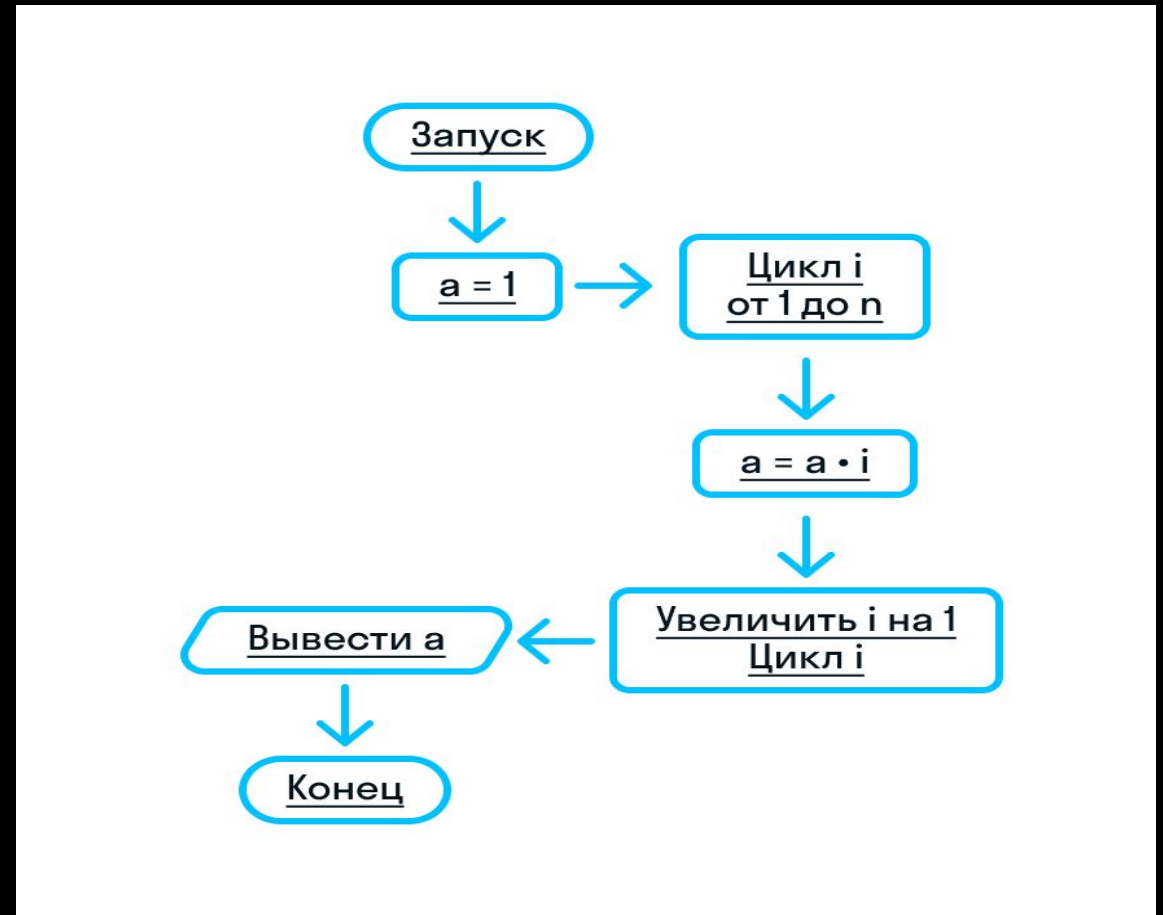 Запуск
a = 1
Цикл i
от 1 до n
a = a • i
Увеличить i на 1
Цикл i
Вывести a
Конец